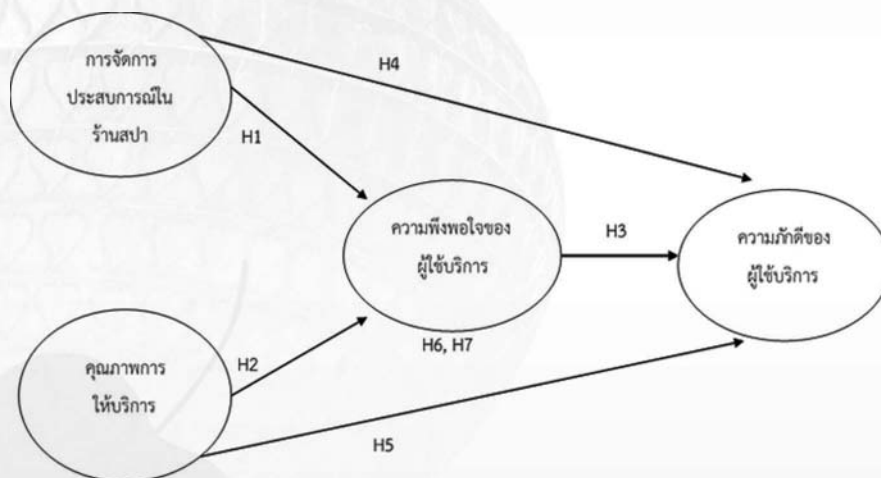 การจัดการ
ประสบการณ์ใน
ร้านสปา
H4
H1
ความพึงพอใจของ
ผู้ใช้บริการ
H3
ความภักดีของ
ผู้ใช้บริการ
H6, H7
คุณภาพการ
ให้บริการ
H2
H5